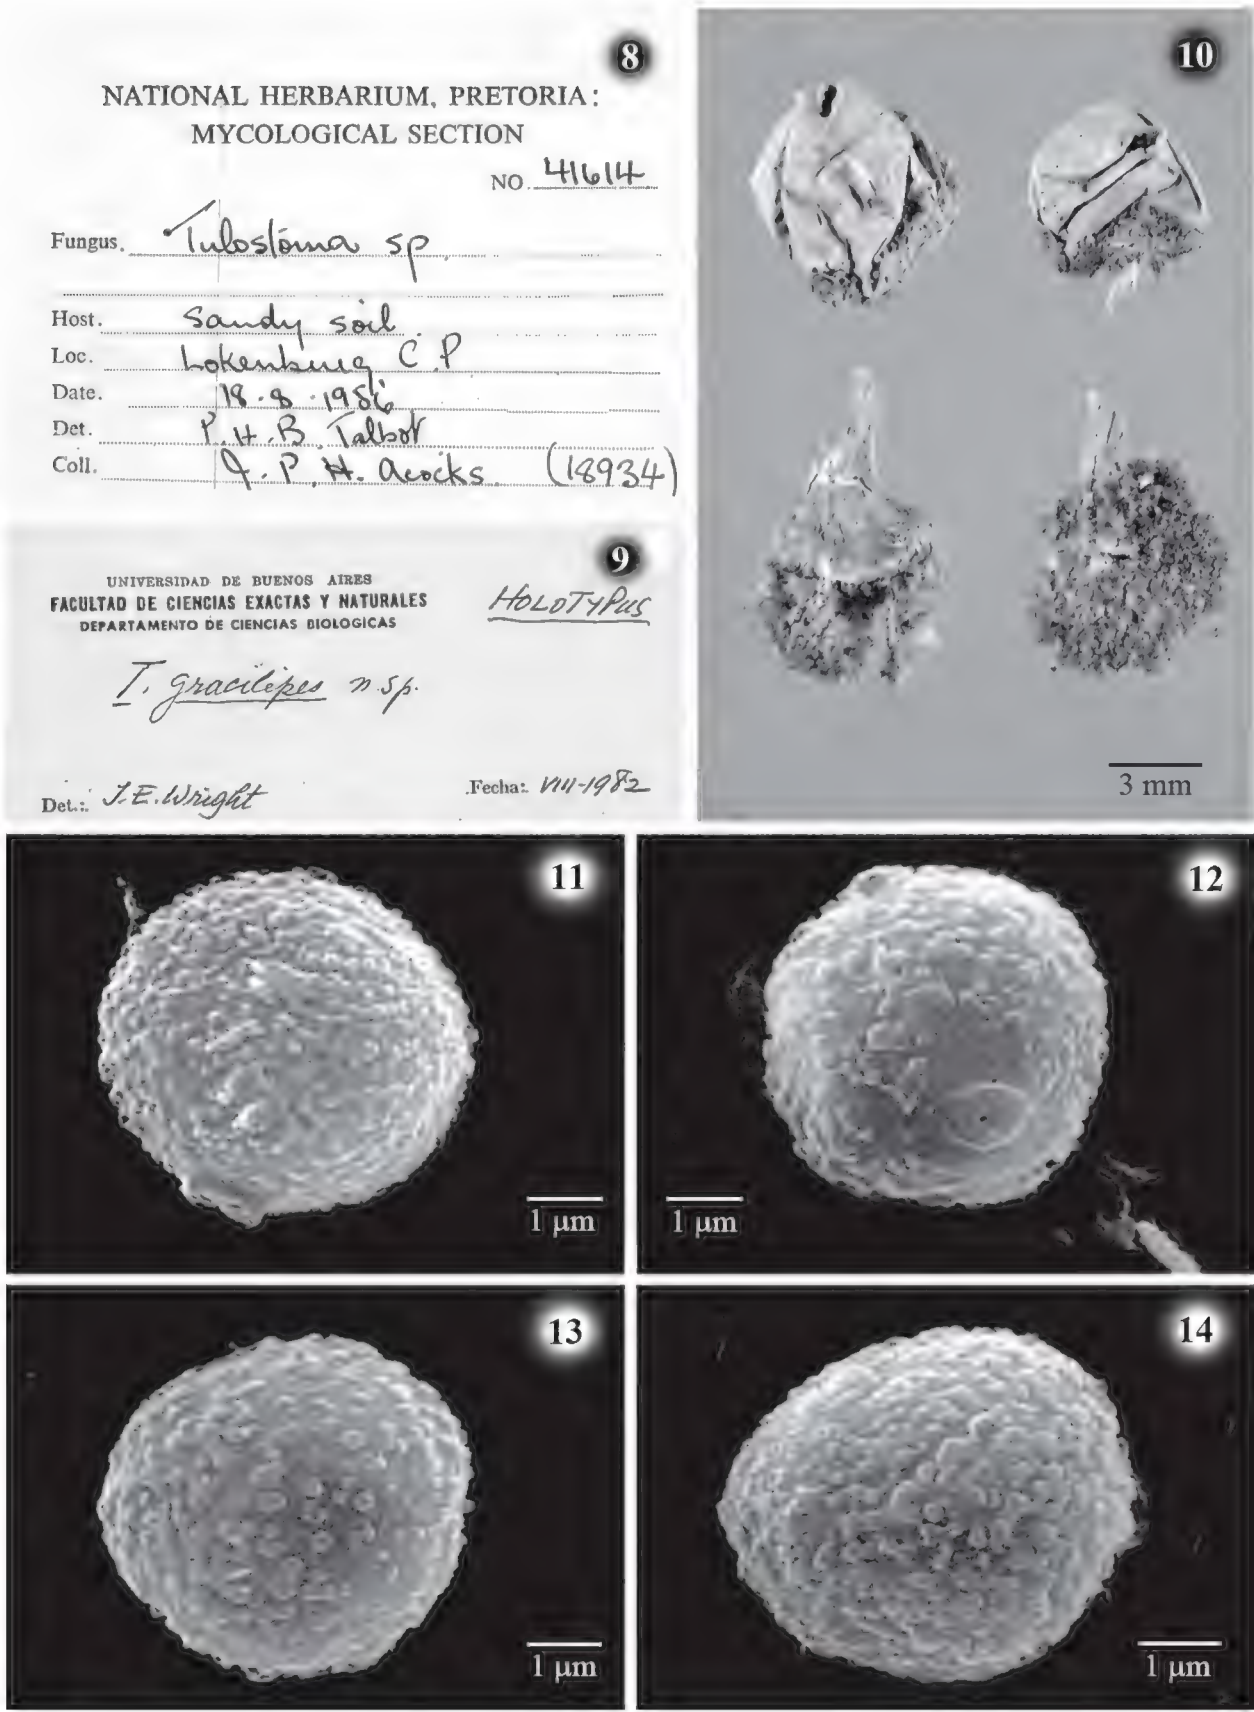 8
NATIONAL HERBARIUM, PRETORIA:
MYCOLOGICAL SECTION
NO. 41614
Fungus. Tulostoma sp
Host. Sandy soil
Loc. Lokenburg C.P
Date. 18.8.1956
Det. P.H.B. Talbot
Coll. J.P.H. Acocks. (18934)
9
UNIVERSIDAD DE BUENOS AIRES
FACULTAD DE CIENCIAS EXACTAS Y NATURALES
DEPARTAMENTO DE CIENCIAS BIOLOGICAS
HOLOTYPUS
T. gracilipes n.sp.
Det.: J.E. Wright
Fecha: VIII-1982
10
3 mm
11
1 µm
12
1 µm
13
1 µm
14
1 µm